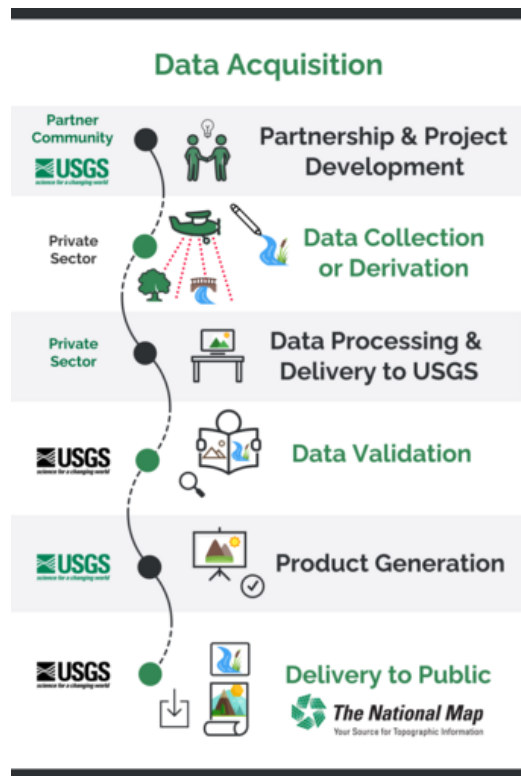 Data Acquisition
Partner
Community
USGS
science for a changing world
Partnership & Project
Development
Private
Sector
Data Collection
or Derivation
Private
Sector
Data Processing &
Delivery to USGS
USGS
science for a changing world
Data Validation
USGS
science for a changing world
Product Generation
USGS
science for a changing world
Delivery to Public
The National Map
Your Source for Topographic Information